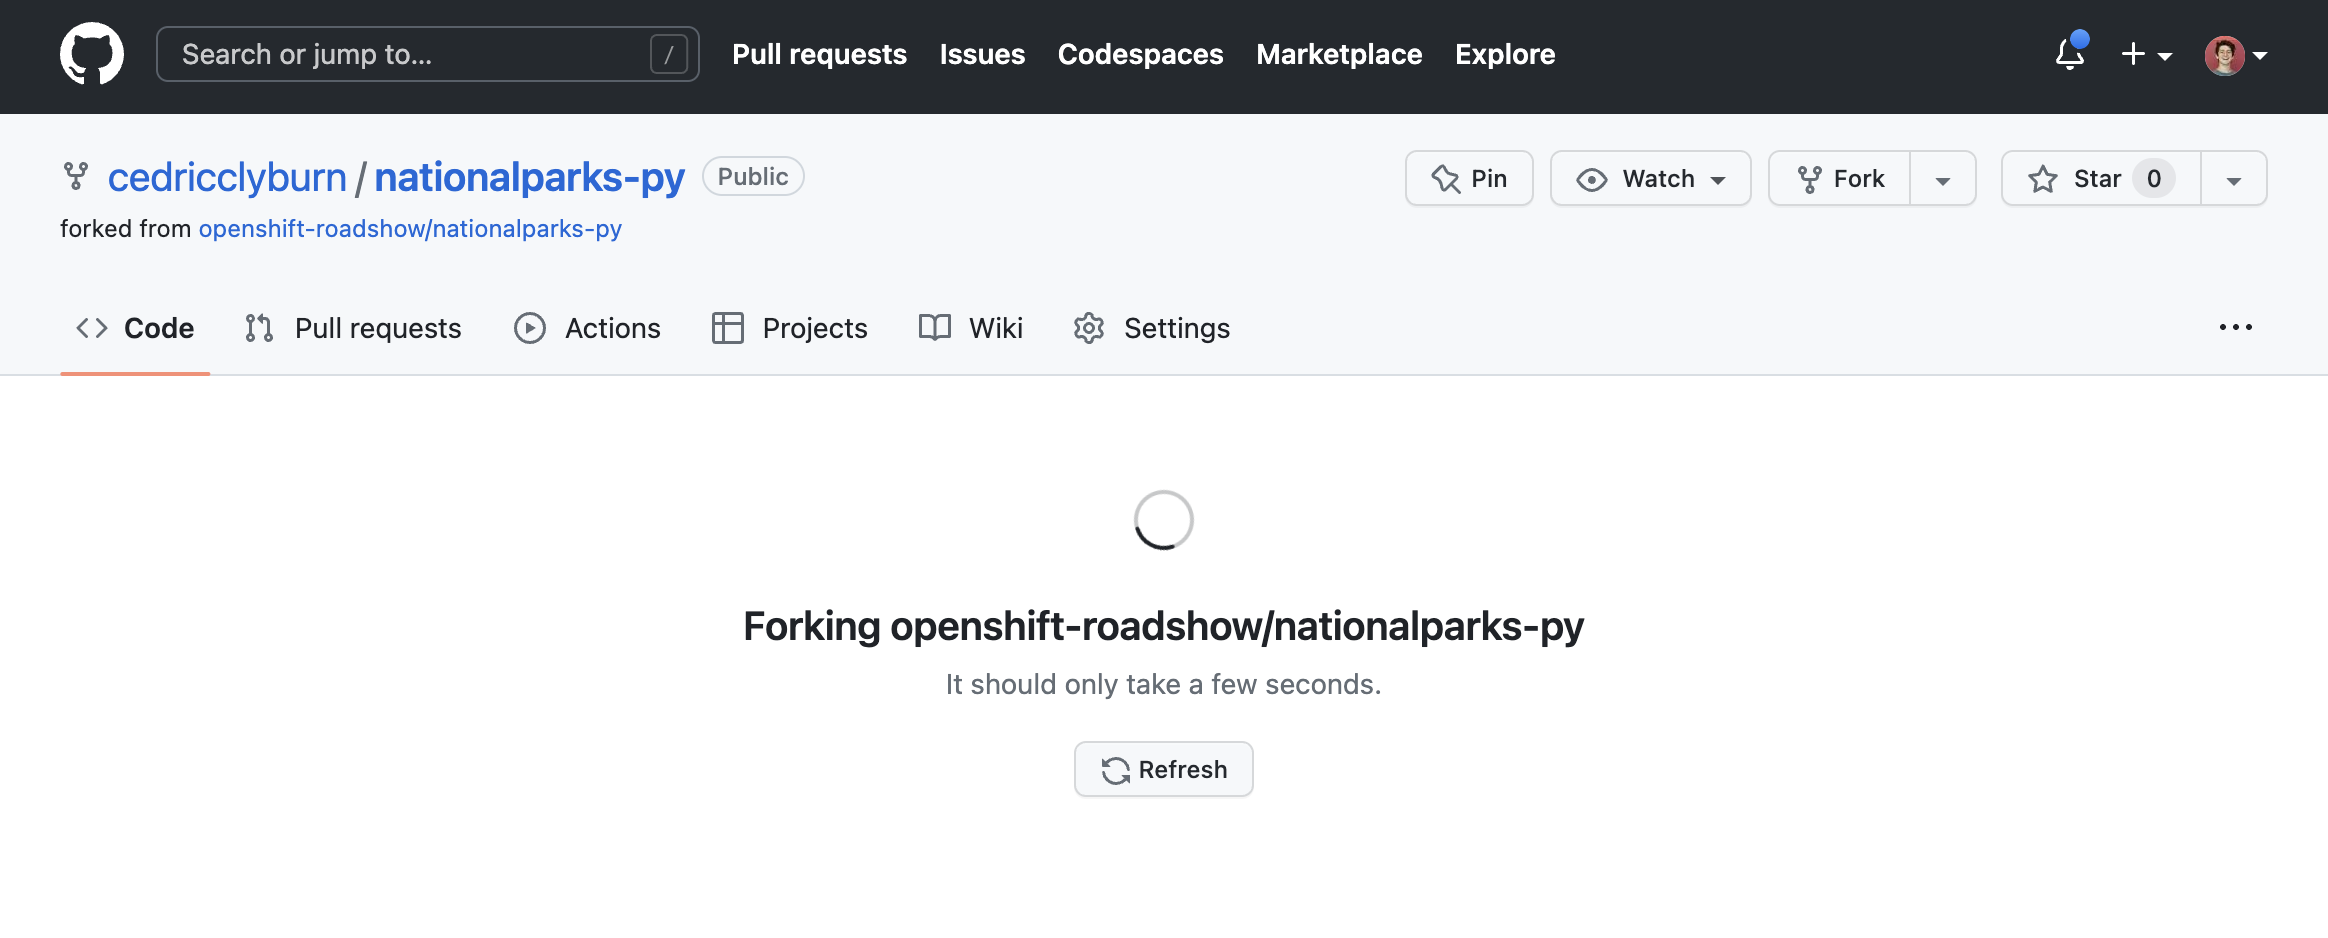 Search or jump to... /
Pull requests Issues Codespaces Marketplace Explore
cedricclyburn / nationalparks-py Public
Pin Watch Fork Star 0
forked from openshift-roadshow/nationalparks-py
Code Pull requests Actions Projects Wiki Settings
Forking openshift-roadshow/nationalparks-py
It should only take a few seconds.
Refresh